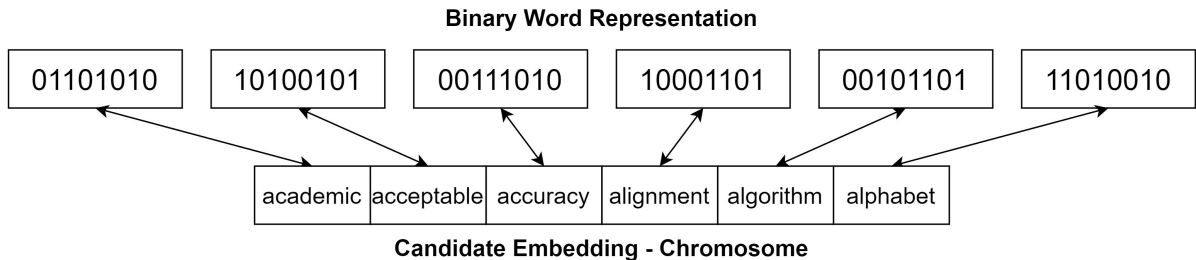 Binary Word Representation
01101010 10100101 00111010 10001101 00101101 11010010
academic acceptable accuracy alignment algorithm alphabet
Candidate Embedding - Chromosome